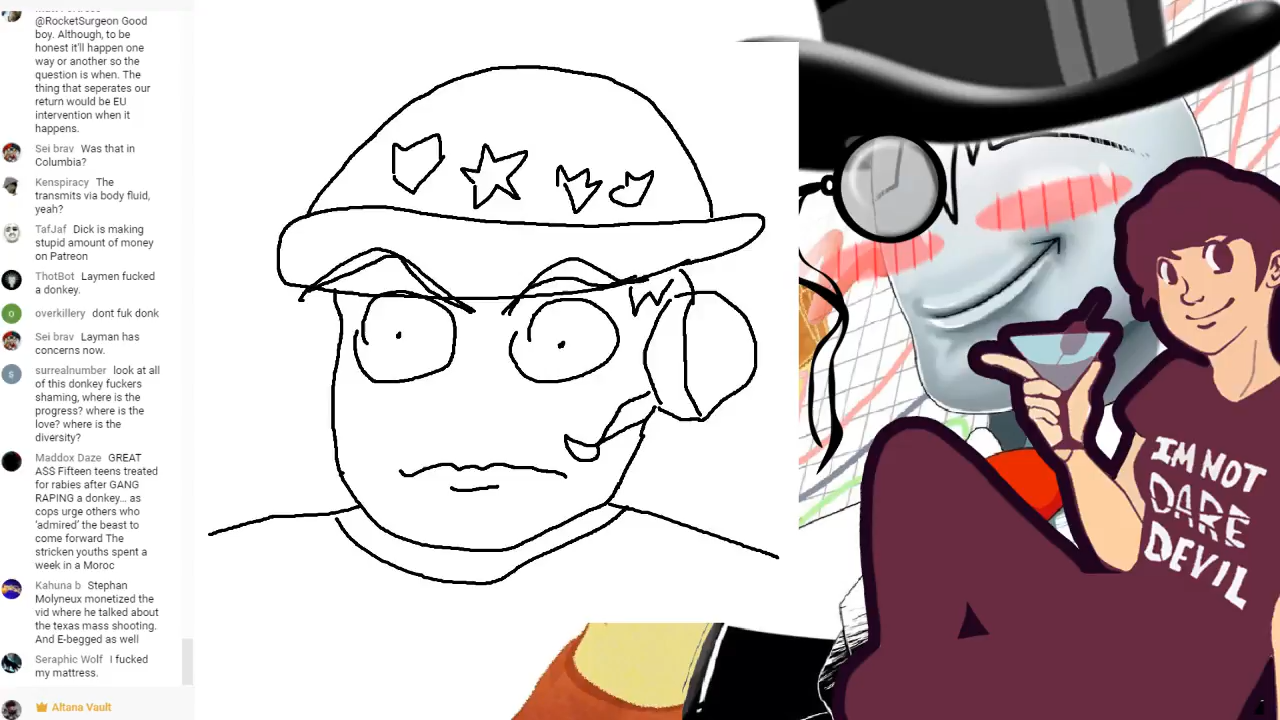 @RocketSurgeon Good
boy. Although, to be
honest it'll happen one
way or another so the
question is when. The
thing that seperates our
return would be EU
intervention when it
happens.
Sei brav Was that in
Columbia?
Kenspiracy The
transmits via body fluid,
yeah?
TafJaf Dick is making
stupid amount of money
on Patreon
ThotBot Laymen fucked
a donkey.
overkillery dont fuk donk
Sei brav Layman has
concerns now.
surrealnumber look at all
of this donkey fuckers
shaming, where is the
progress? where is the
love? where is the
diversity?
Maddox Daze GREAT
ASS Fifteen teens treated
for rabies after GANG
RAPING a donkey... as
cops urge others who
'admired' the beast to
come forward The
stricken youths spent a
week in a Moroc
Kahuna b Stephan
Molyneux monetized the
vid where he talked about
the texas mass shooting.
And E-begged as well
Seraphic Wolf I fucked
my mattress.
Altana Vault
I'M NOT
DARE
DEVIL